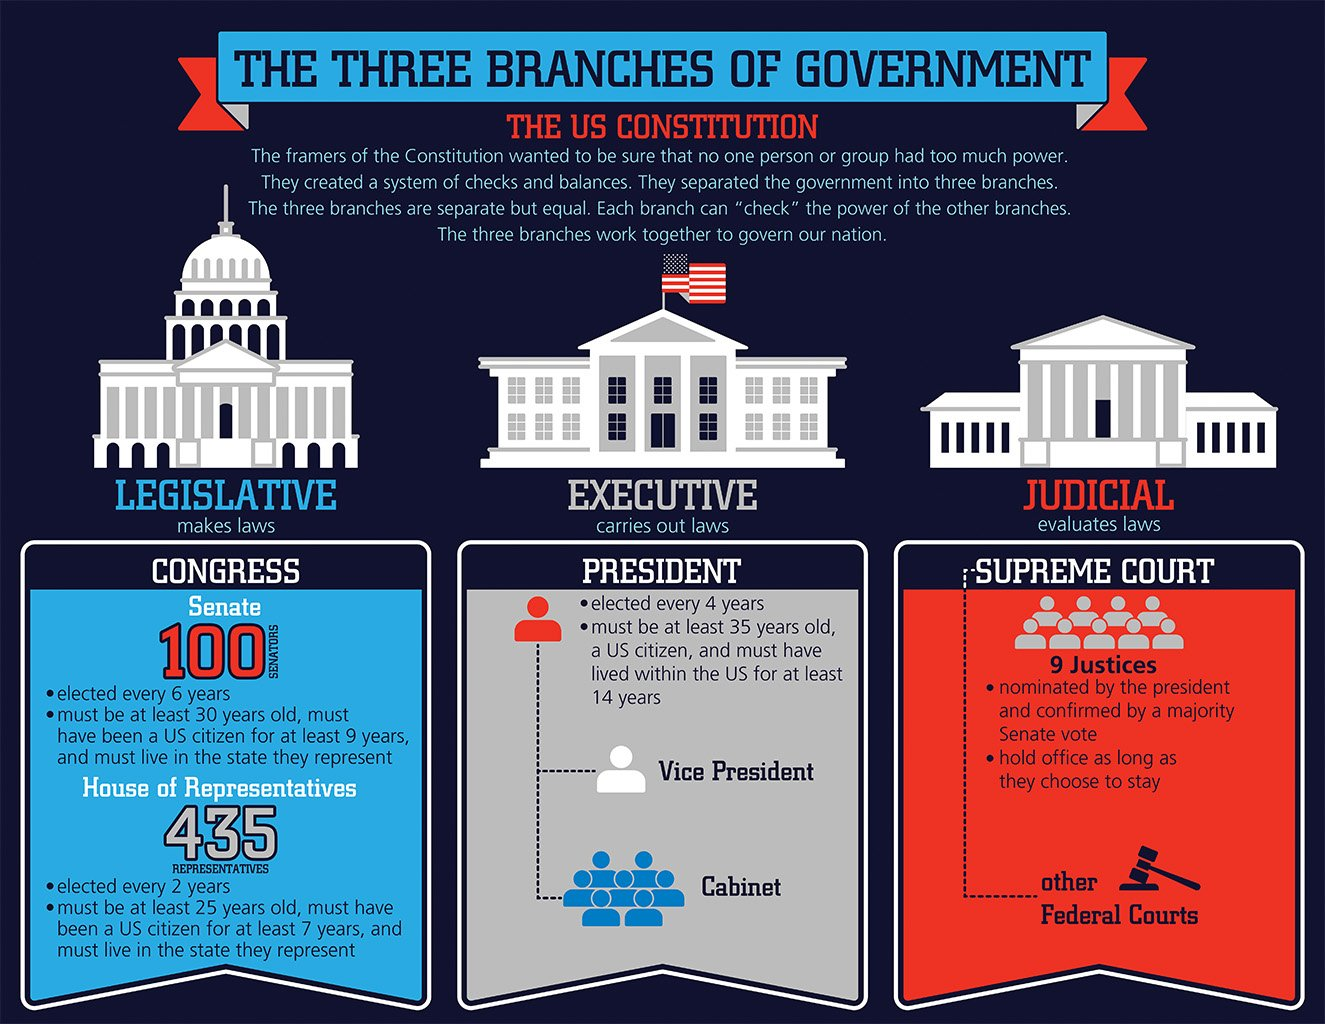 THE THREE BRANCHES OF GOVERNMENT
THE US CONSTITUTION
The framers of the Constitution wanted to be sure that no one person or group had too much power.
They created a system of checks and balances. They separated the government into three branches.
The three branches are separate but equal. Each branch can “check” the power of the other branches.
The three branches work together to govern our nation.
LEGISLATIVE
makes laws
CONGRESS
Senate
100
SENATORS
•elected every 6 years
•must be at least 30 years old, must
have been a US citizen for at least 9 years,
and must live in the state they represent
House of Representatives
435
REPRESENTATIVES
•elected every 2 years
•must be at least 25 years old, must have
been a US citizen for at least 7 years, and
must live in the state they represent
EXECUTIVE
carries out laws
PRESIDENT
•elected every 4 years
•must be at least 35 years old,
a US citizen, and must have
lived within the US for at least
14 years
Vice President
Cabinet
JUDICIAL
evaluates laws
SUPREME COURT
9 Justices
•nominated by the president
and confirmed by a majority
Senate vote
•hold office as long as
they choose to stay
other
Federal Courts